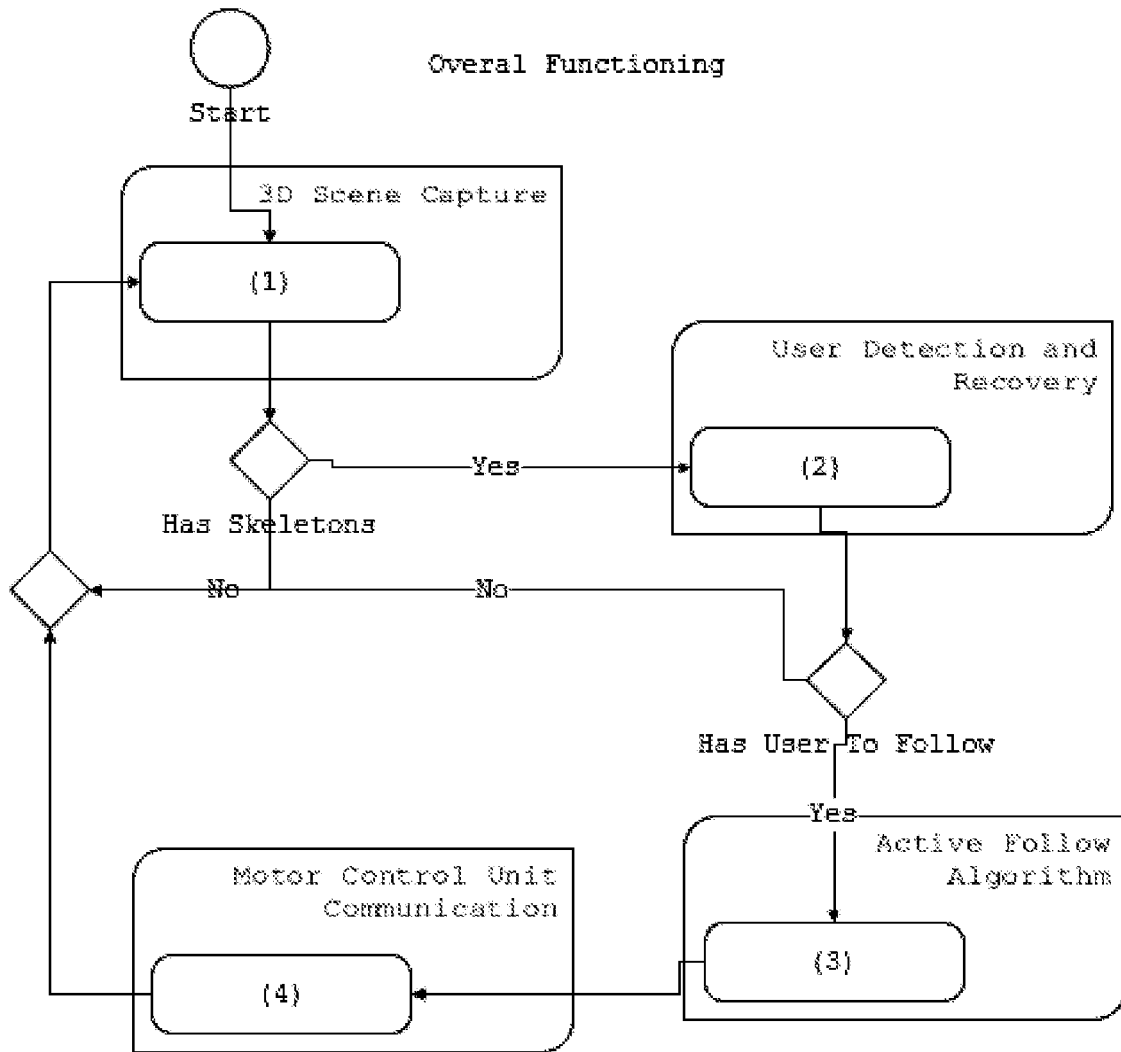 Overal Functioning
Start
3D Scene Capture
{1}
User Detection and
Recovery
{2}
Yes
Has Skeletons
No
No
Has User To Follow
Yes
Active Follow
Algorithm
{3}
Motor Control Unit
Communication
{4}